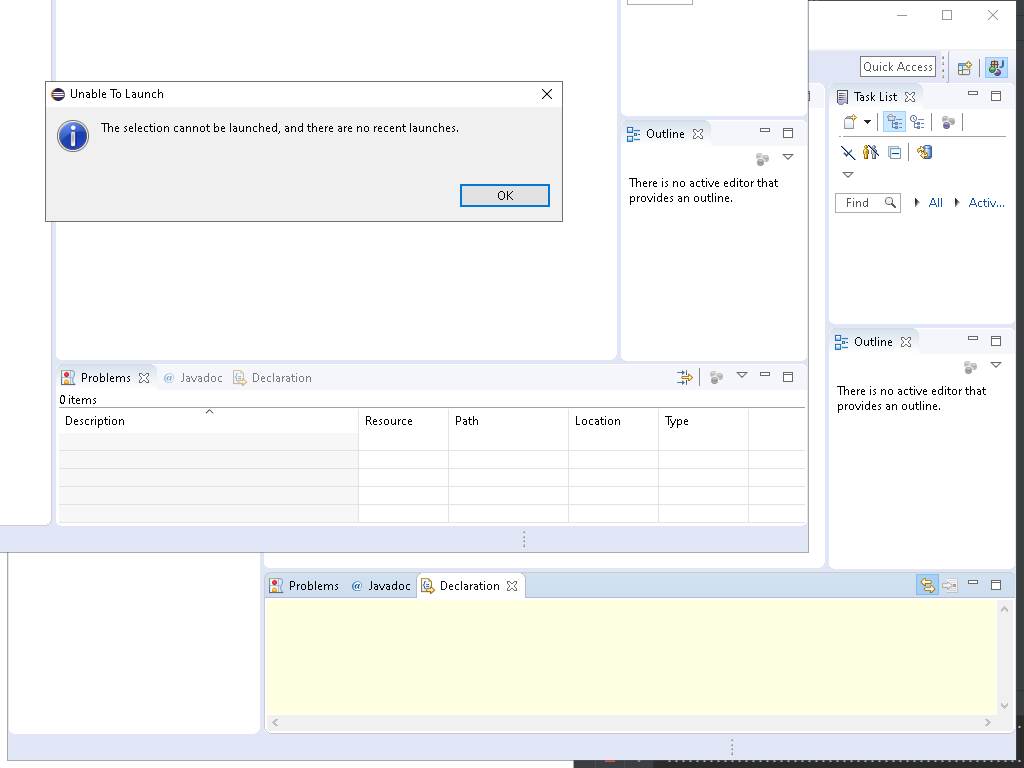 Quick Access
Unable To Launch
The selection cannot be launched, and there are no recent launches.
OK
Task List
Find
All
Activ...
Outline
There is no active editor that
provides an outline.
Outline
There is no active editor that
provides an outline.
Problems
@ Javadoc
Declaration
0 items
Description
Resource
Path
Location
Type
Problems
@ Javadoc
Declaration